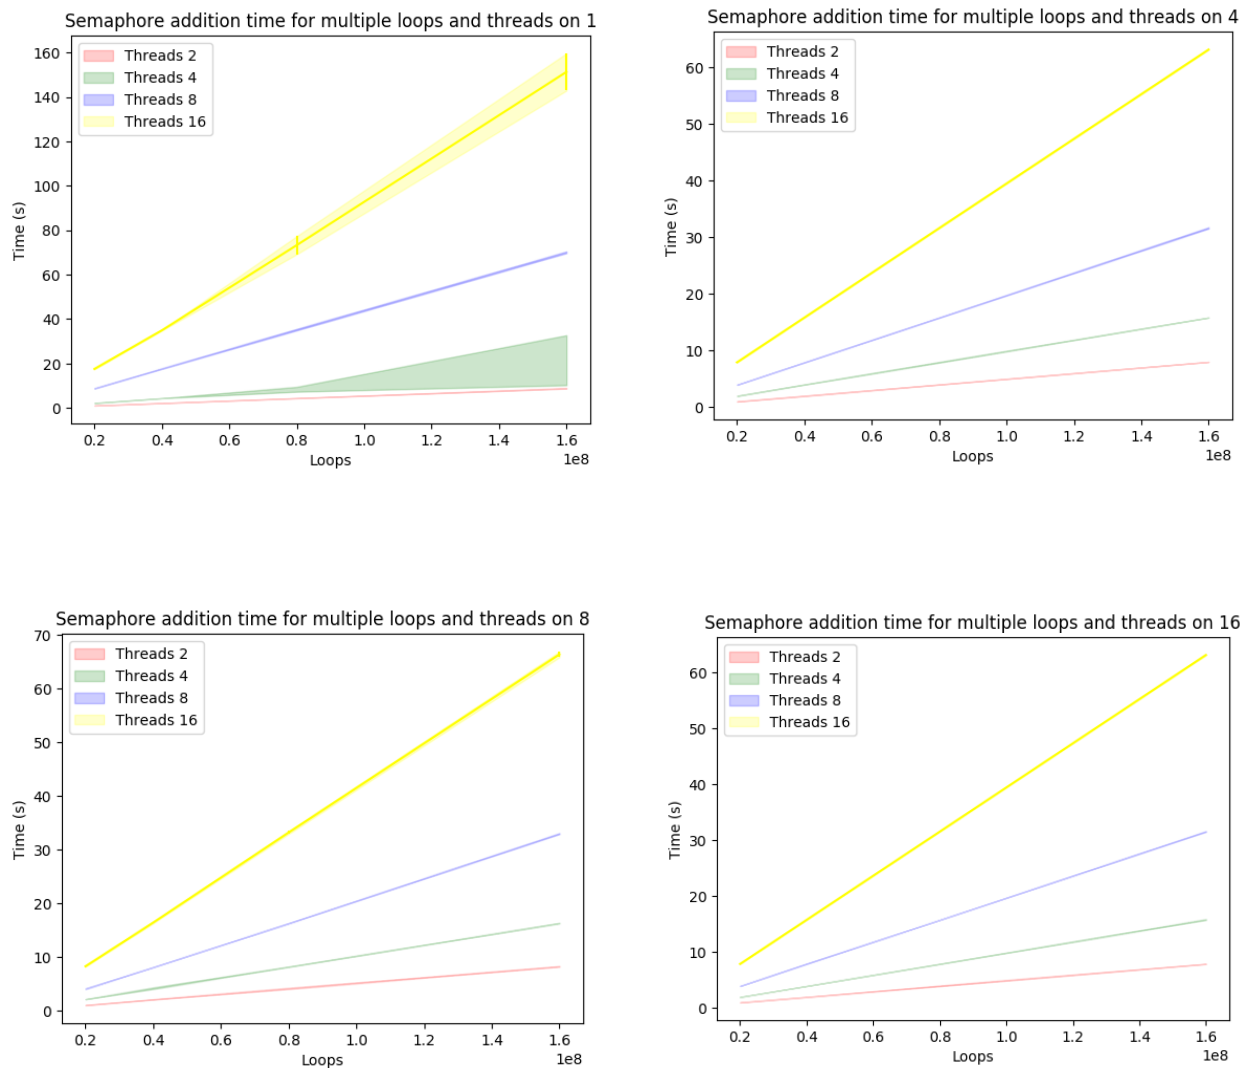 Semaphore addition time for multiple loops and threads on 1
Time (s)
160
140
120
100
80
60
40
20
0
Threads 2
Threads 4
Threads 8
Threads 16
0.2 0.4 0.6 0.8 1.0 1.2 1.4 1.6
1e8
Loops
Semaphore addition time for multiple loops and threads on 4
Time (s)
60
50
40
30
20
10
0
Threads 2
Threads 4
Threads 8
Threads 16
0.2 0.4 0.6 0.8 1.0 1.2 1.4 1.6
1e8
Loops
Semaphore addition time for multiple loops and threads on 8
Time (s)
70
60
50
40
30
20
10
0
Threads 2
Threads 4
Threads 8
Threads 16
0.2 0.4 0.6 0.8 1.0 1.2 1.4 1.6
1e8
Loops
Semaphore addition time for multiple loops and threads on 16
Time (s)
60
50
40
30
20
10
0
Threads 2
Threads 4
Threads 8
Threads 16
0.2 0.4 0.6 0.8 1.0 1.2 1.4 1.6
1e8
Loops